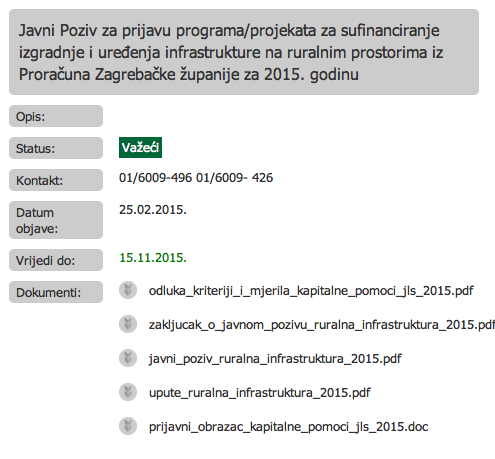 Javni Poziv za prijavu programa/projekata za sufinanciranje
izgradnje i uređenja infrastrukture na ruralnim prostorima iz
Proračuna Zagrebačke županije za 2015. godinu
Opis:
Status: Važeći
Kontakt: 01/6009-496 01/6009- 426
Datum
objave: 25.02.2015.
Vrijedi do: 15.11.2015.
Dokumenti: odluka_kriteriji_i_mjerila_kapitalne_pomoci_jls_2015.pdf
zakljucak_o_javnom_pozivu_ruralna_infrastruktura_2015.pdf
javni_poziv_ruralna_infrastruktura_2015.pdf
upute_ruralna_infrastruktura_2015.pdf
prijavni_obrazac_kapitalne_pomoci_jls_2015.doc